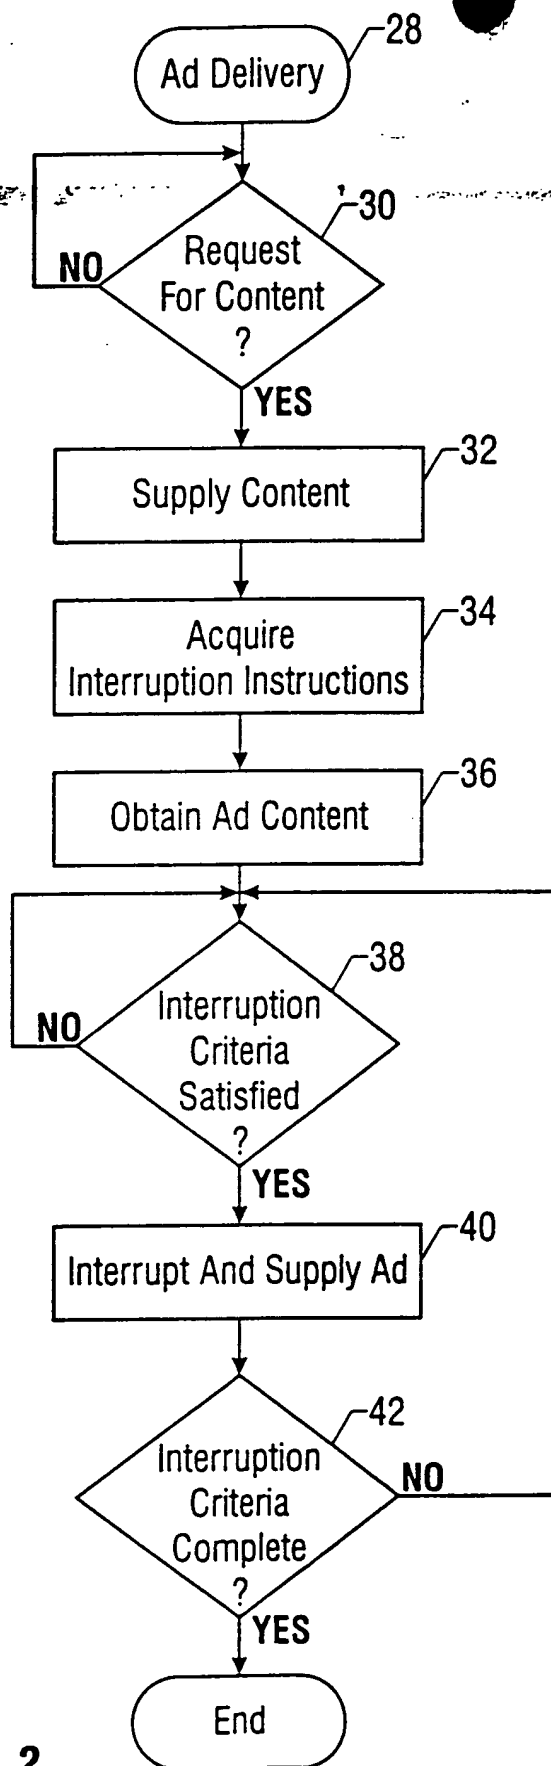 28
Ad Delivery
30
Request
For Content
?
NO
YES
32
Supply Content
34
Acquire
Interruption Instructions
36
Obtain Ad Content
38
Interruption
Criteria
Satisfied
?
NO
YES
40
Interrupt And Supply Ad
42
Interruption
Criteria
Complete
?
NO
YES
End
2